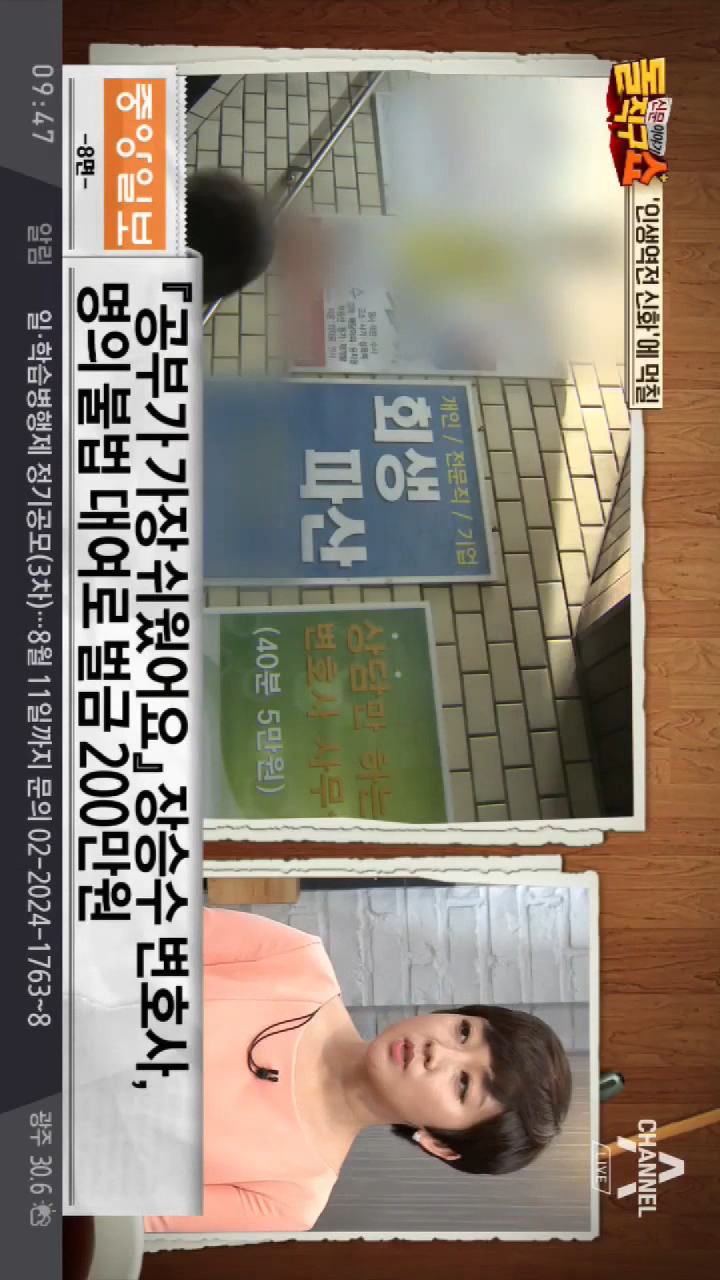 신문이야기
돌직구 쇼+
'인생역전 신화'에 먹칠
CHANNEL A
LIVE
개인 / 전문직 / 기업
회생
파산
상담만 하는
변호사 사무
(40분 5만원)
중앙일보
-8면-
『공부가 가장 쉬웠어요』 장승수 변호사,
명의 불법 대여로 벌금 200만원
09:47
알림
일·학습병행제 정기공모(3차)…8월 11일까지 문의 02-2024-1763~8
광주 30.6